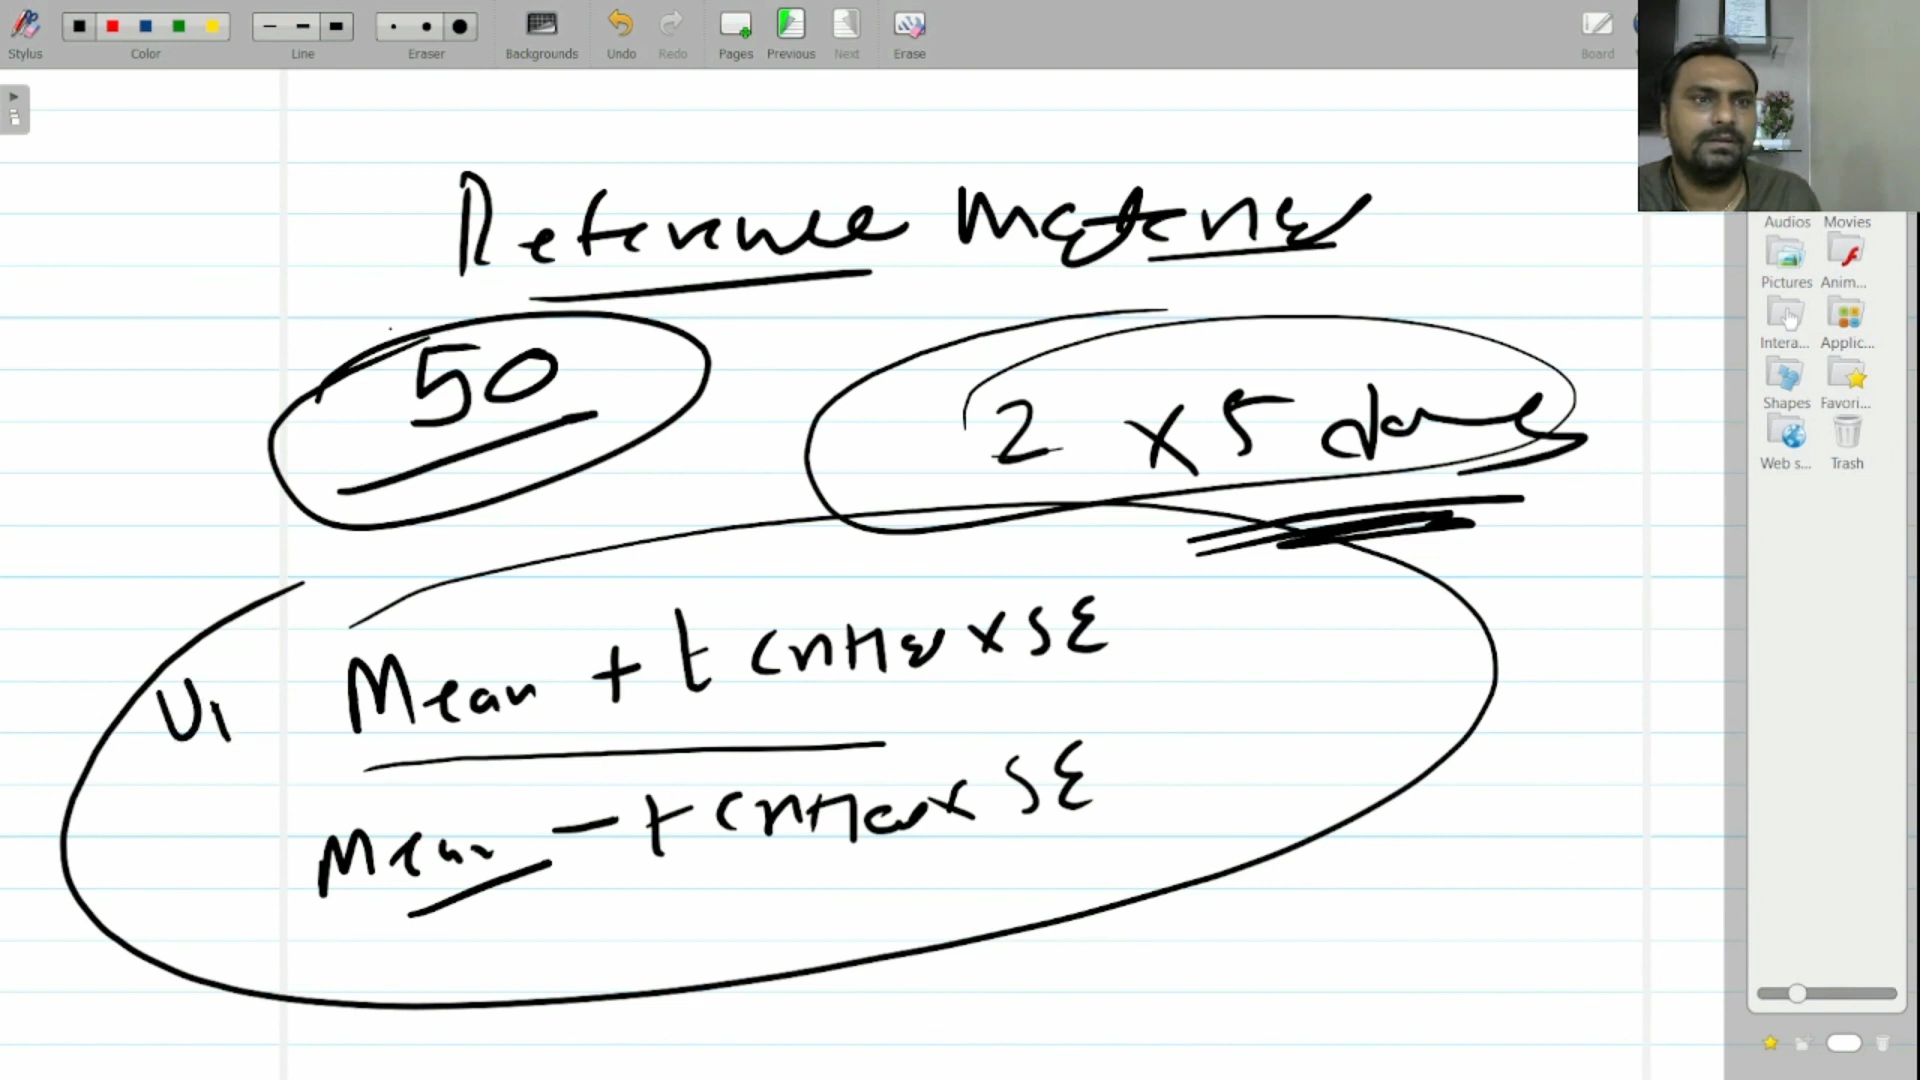 Stylus Color Line Eraser Backgrounds Undo Redo Pages Previous Next Erase Board
Reference Material
50
2 x 5 days
U1 Mean + t critical x SE
Mean - t critical x SE
Audios Movies
Pictures Anim...
Intera... Applic...
Shapes Favori...
Web s... Trash